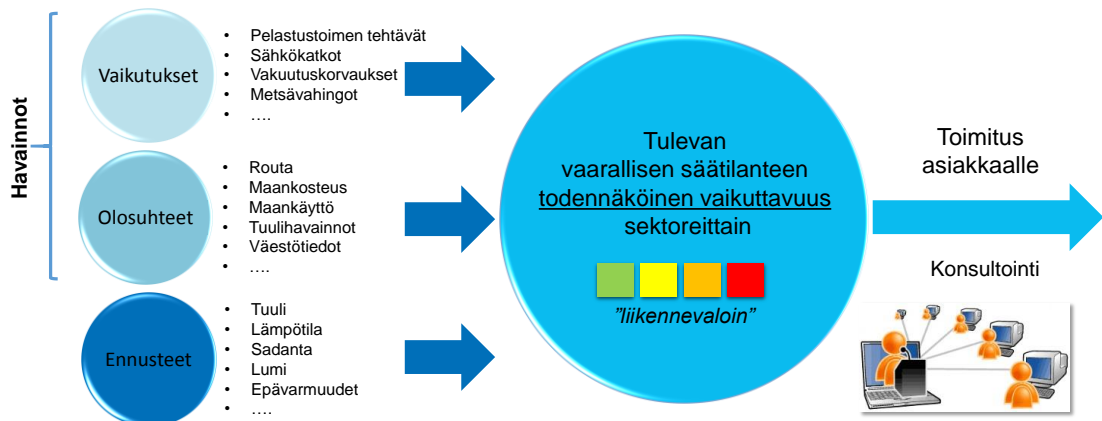 Havainnot
Vaikutukset
• Pelastustoimen tehtävät
• Sähkökatkot
• Vakuutuskorvaukset
• Metsävahingot
• ....
Olosuhteet
• Routa
• Maankosteus
• Maankäyttö
• Tuulihavainnot
• Väestötiedot
• ....
Ennusteet
• Tuuli
• Lämpötila
• Sadanta
• Lumi
• Epävarmuudet
• ....
Tulevan
vaarallisen säätilanteen
todennäköinen vaikuttavuus
sektoreittain
”liikennevaloin”
Toimitus
asiakkaalle
Konsultointi